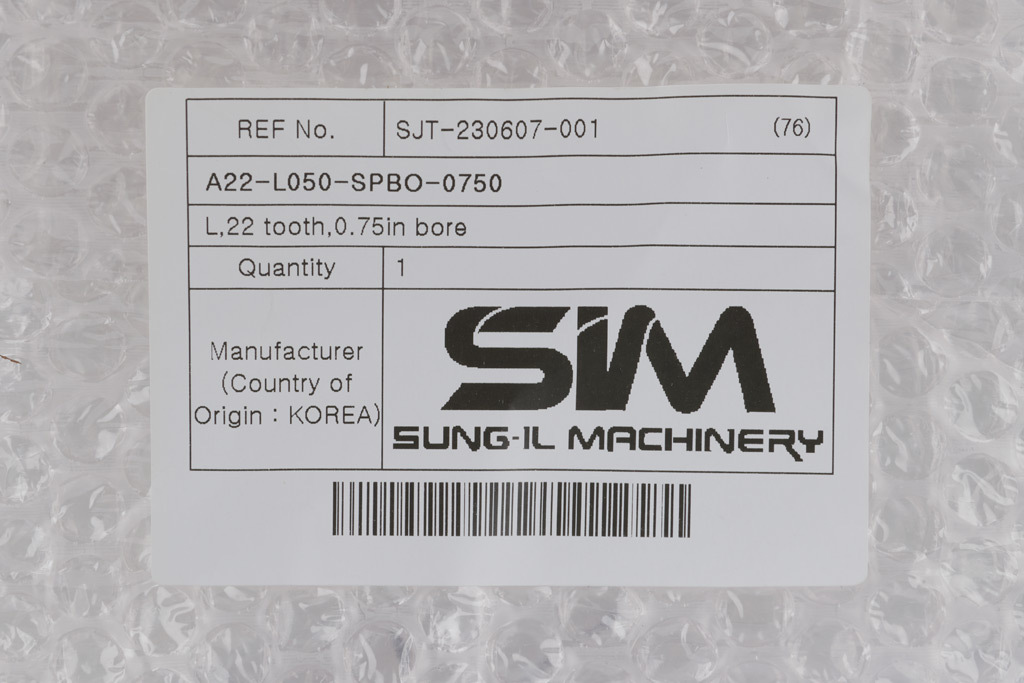 REF No. SJT-230607-001 (76)
A22-L050-SPBO-0750
L,22 tooth,0.75in bore
Quantity 1
Manufacturer
(Country of
Origin : KOREA)
SIM
SUNG-IL MACHINERY